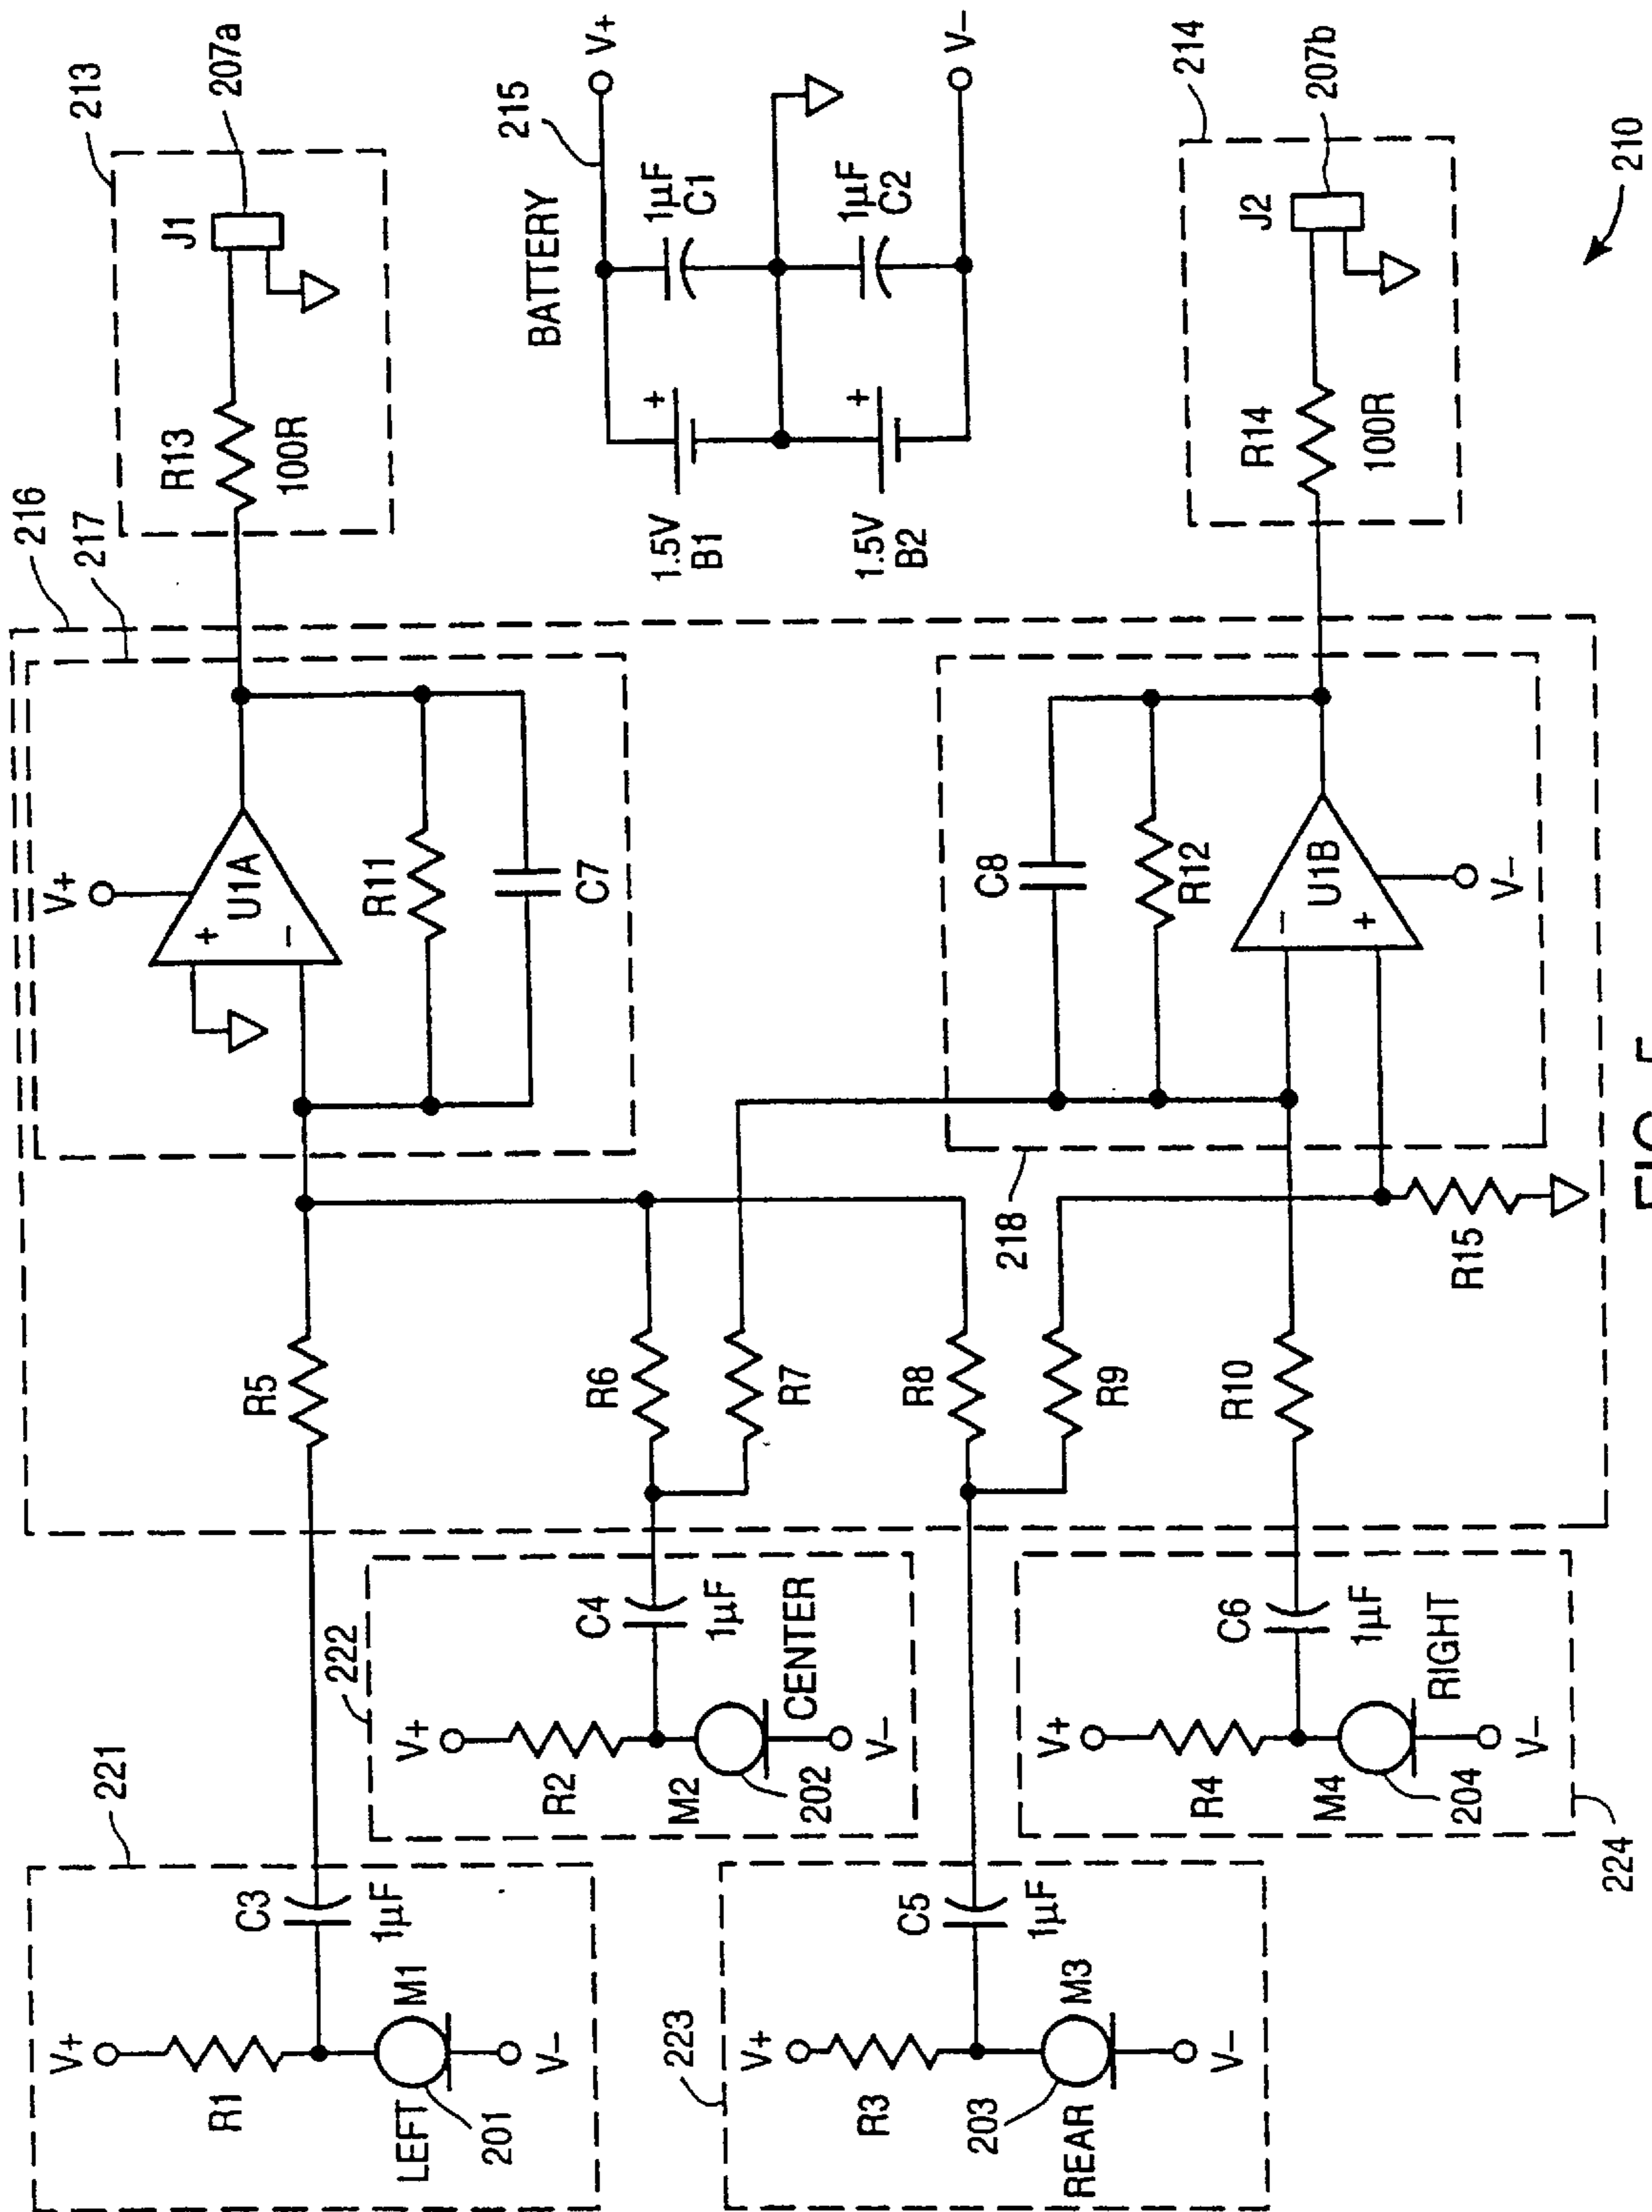 221
V+
R1
C3
1µF
LEFT
M1
201
222
V+
R2
C4
1µF
M2
CENTER
202
V−
V−
223
V+
R3
C5
1µF
REAR
M3
203
V−
V+
R4
C6
1µF
M4
RIGHT
204
V−
224
R5
R6
R7
R8
R9
R10
R15
216
217
V+
+
−
U1A
R11
C7
218
C8
R12
−
+
U1B
V−
213
R13
100R
J1
207a
BATTERY
215
V+
1.5V
B1
+
1µF
C1
1.5V
B2
+
1µF
C2
V−
214
R14
100R
J2
207b
210